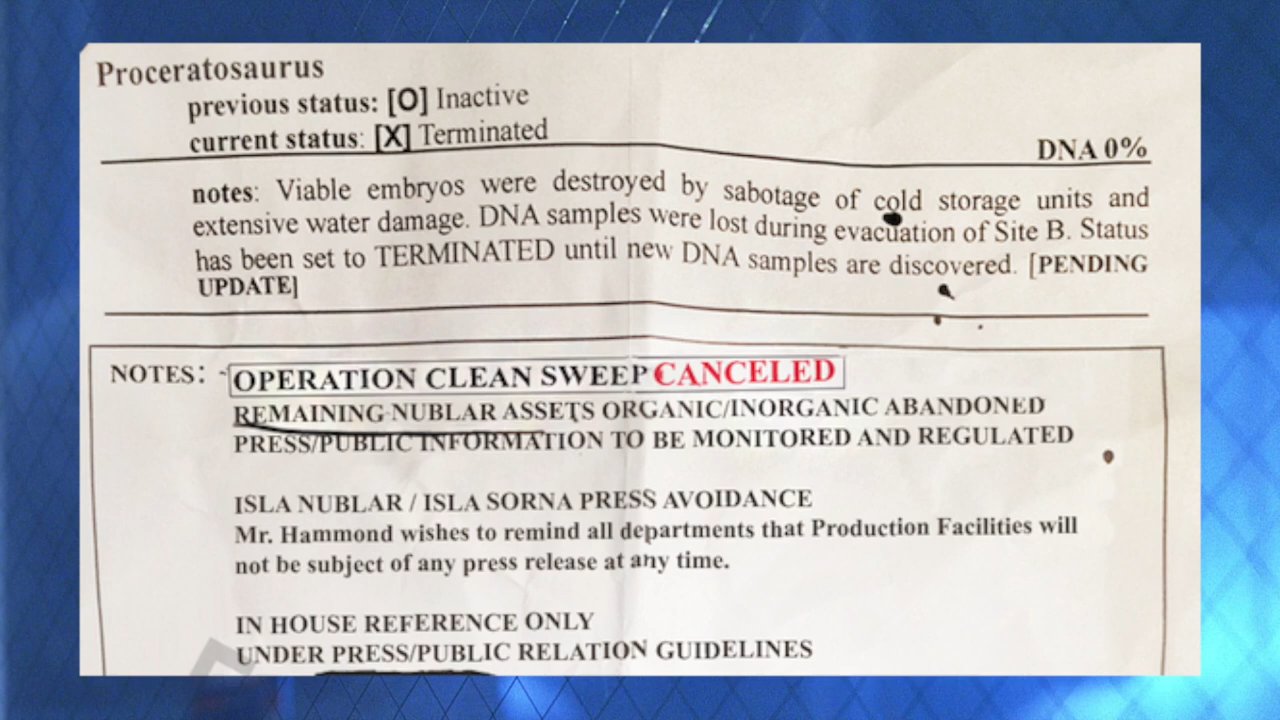 Proceratosaurus
previous status: [O] Inactive
current status: [X] Terminated
DNA 0%
notes: Viable embryos were destroyed by sabotage of cold storage units and
extensive water damage. DNA samples were lost during evacuation of Site B. Status
has been set to TERMINATED until new DNA samples are discovered. [PENDING
UPDATE]
NOTES: - OPERATION CLEAN SWEEP CANCELED
REMAINING NUBLAR ASSETS ORGANIC/INORGANIC ABANDONED
PRESS/PUBLIC INFORMATION TO BE MONITORED AND REGULATED
ISLA NUBLAR / ISLA SORNA PRESS AVOIDANCE
Mr. Hammond wishes to remind all departments that Production Facilities will
not be subject of any press release at any time.
IN HOUSE REFERENCE ONLY
UNDER PRESS/PUBLIC RELATION GUIDELINES